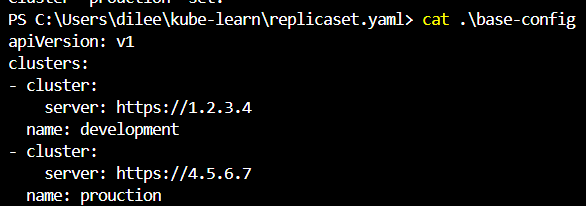 PS C:\Users\dilee\kube-learn\replicaset.yaml> cat .\base-config
apiVersion: v1
clusters:
- cluster:
    server: https://1.2.3.4
  name: development
- cluster:
    server: https://4.5.6.7
  name: prouction